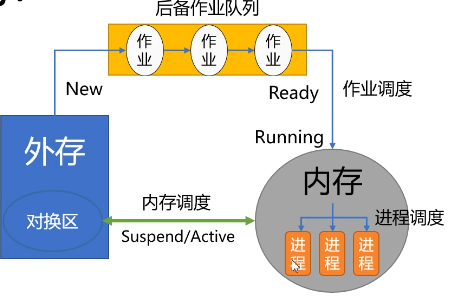 后备作业队列
作业
作业
作业
New
Ready
作业调度
Running
外存
内存
对换区
内存调度
Suspend/Active
进程调度
进程
进程
进程